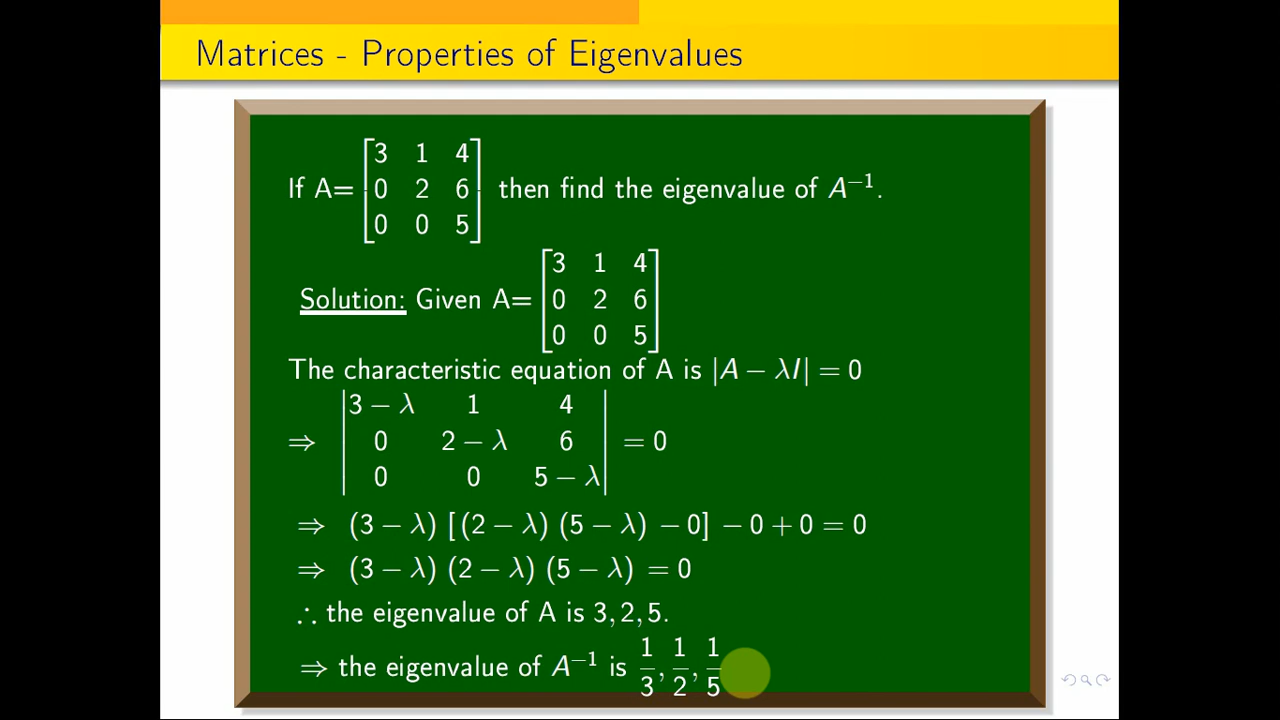 Matrices - Properties of Eigenvalues
If A= [3 1 4
0 2 6
0 0 5] then find the eigenvalue of A⁻¹.
Solution: Given A= [3 1 4
0 2 6
0 0 5]
The characteristic equation of A is |A − λI| = 0
⇒ |3 − λ 1 4
0 2 − λ 6
0 0 5 − λ| = 0
⇒ (3 − λ) [(2 − λ) (5 − λ) − 0] − 0 + 0 = 0
⇒ (3 − λ) (2 − λ) (5 − λ) = 0
∴ the eigenvalue of A is 3, 2, 5.
⇒ the eigenvalue of A⁻¹ is 1/3, 1/2, 1/5